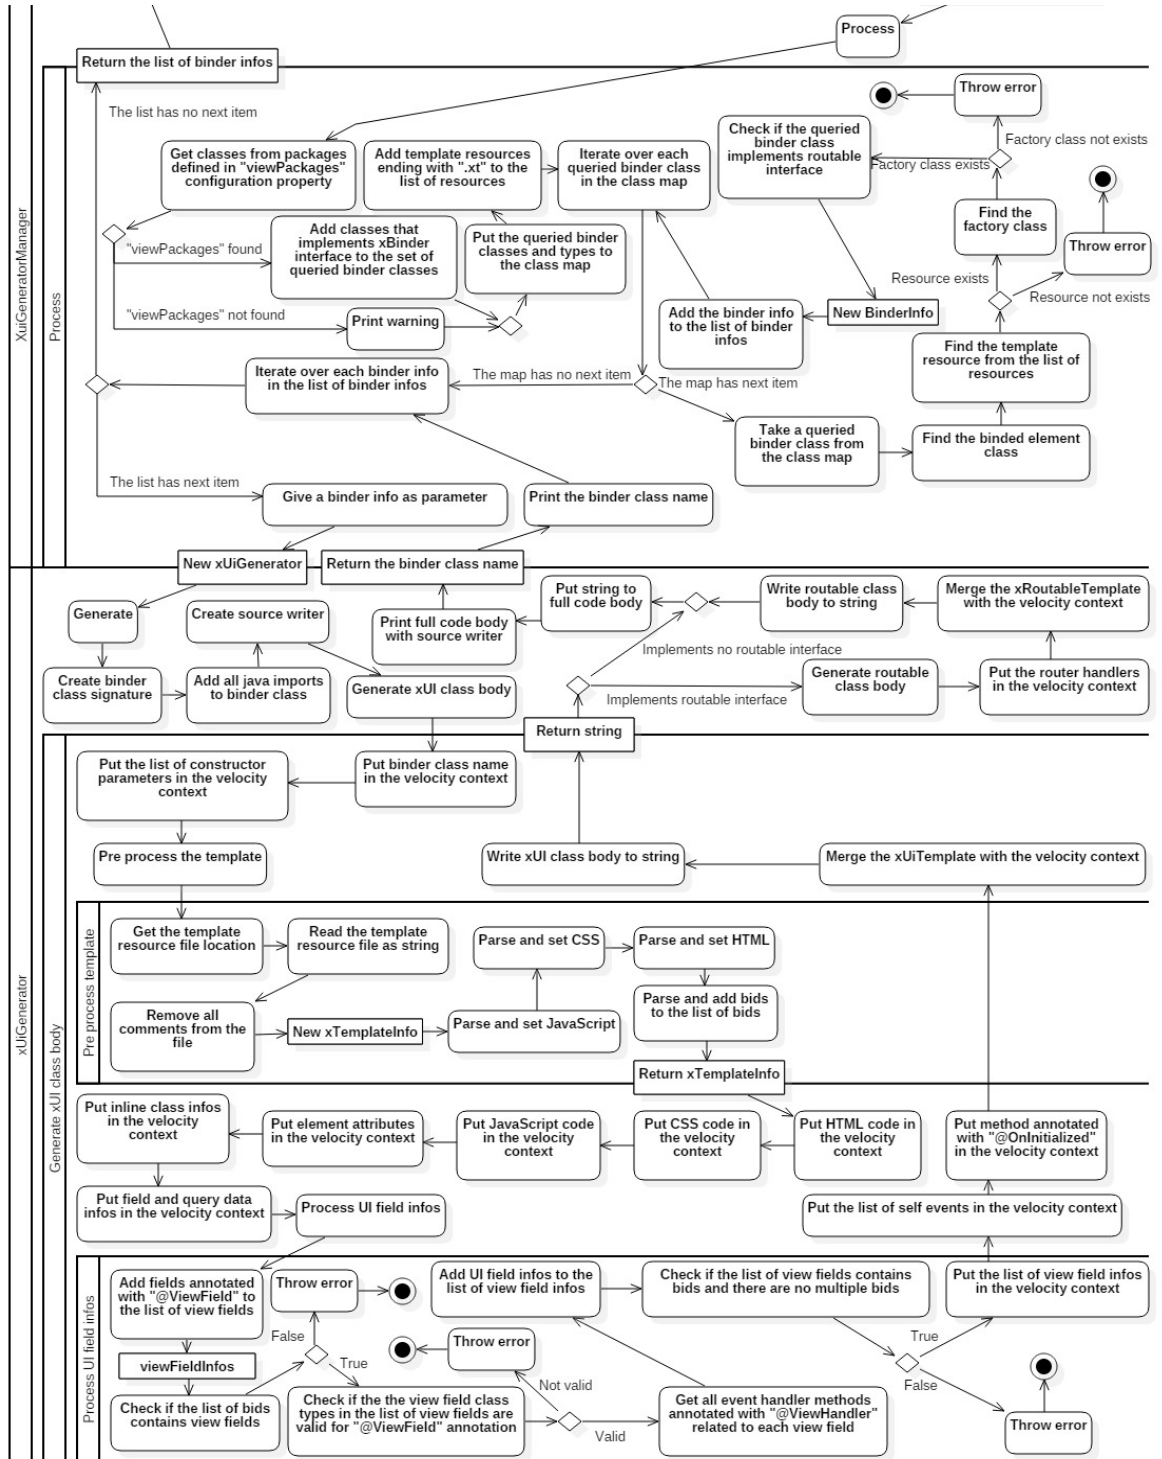 Process
Return the list of binder infos
XuiGeneratorManager
Process
The list has no next item
Throw error
Factory class not exists
Check if the queried
binder class
implements routable
interface
Factory class exists
Get classes from packages
defined in "viewPackages"
configuration property
Add template resources
ending with ".xt" to the
list of resources
Iterate over each
queried binder class
in the class map
Find the
factory class
Throw error
"viewPackages" found
Add classes that
implements xBinder
interface to the set of
queried binder classes
Put the queried binder
classes and types to
the class map
Resource exists
Resource not exists
"viewPackages" not found
Print warning
Add the binder info
to the list of binder
infos
New BinderInfo
Find the template
resource from the list of
resources
Iterate over each binder info
in the list of binder infos
The map has no next item
The map has next item
Take a queried
binder class from
the class map
Find the binded element
class
The list has next item
Give a binder info as parameter
Print the binder class name
New xUiGenerator
Return the binder class name
xUiGenerator
Generate
Create source writer
Print full code body
with source writer
Put string to
full code body
Write routable class
body to string
Merge the xRoutableTemplate
with the velocity context
Implements no routable interface
Create binder
class signature
Add all java imports
to binder class
Generate xUI class body
Implements routable interface
Generate routable
class body
Put the router handlers
in the velocity context
Return string
Generate xUI class body
Put the list of constructor
parameters in the velocity
context
Put binder class name
in the velocity context
Pre process the template
Write xUI class body to string
Merge the xUiTemplate with the velocity context
Pre process template
Get the template
resource file location
Read the template
resource file as string
Parse and set CSS
Parse and set HTML
Remove all
comments from the
file
New xTemplateInfo
Parse and set JavaScript
Parse and add bids
to the list of bids
Return xTemplateInfo
Put inline class infos
in the velocity
context
Put element attributes
in the velocity context
Put JavaScript code
in the velocity
context
Put CSS code in
the velocity
context
Put HTML code in
the velocity
context
Put method annotated
with "@OnInitialized"
in the velocity context
Put field and query data
infos in the velocity context
Process UI field infos
Put the list of self events in the velocity context
Process UI field infos
Add fields annotated
with "@ViewField" to
the list of view fields
Throw error
Add UI field infos to the
list of view field infos
Check if the list of view fields contains
bids and there are no multiple bids
Put the list of view field infos
in the velocity context
False
True
viewFieldInfos
Throw error
True
False
Check if the list of bids
contains view fields
Check if the the view field class
types in the list of view fields are
valid for "@ViewField" annotation
Not valid
Valid
Get all event handler methods
annotated with "@ViewHandler"
related to each view field
Throw error